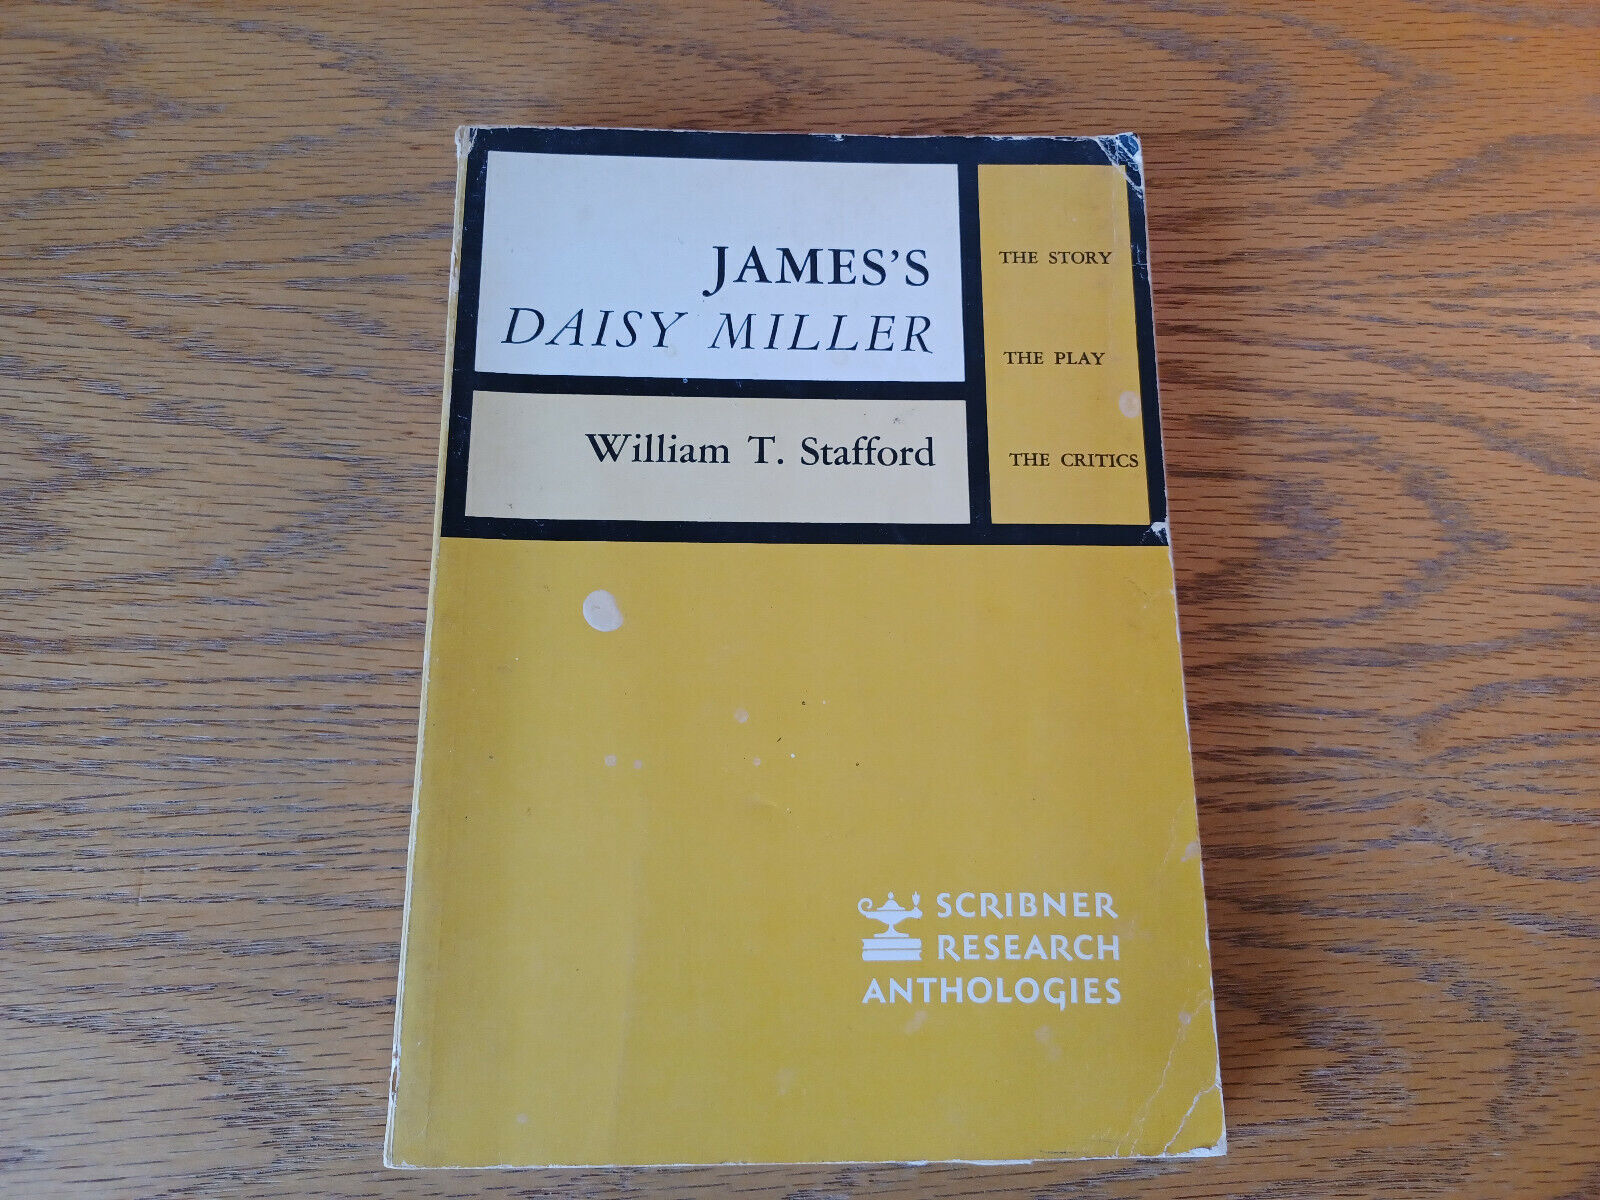 JAMES'S
DAISY MILLER
William T. Stafford
THE STORY
THE PLAY
THE CRITICS
SCRIBNER
RESEARCH
ANTHOLOGIES